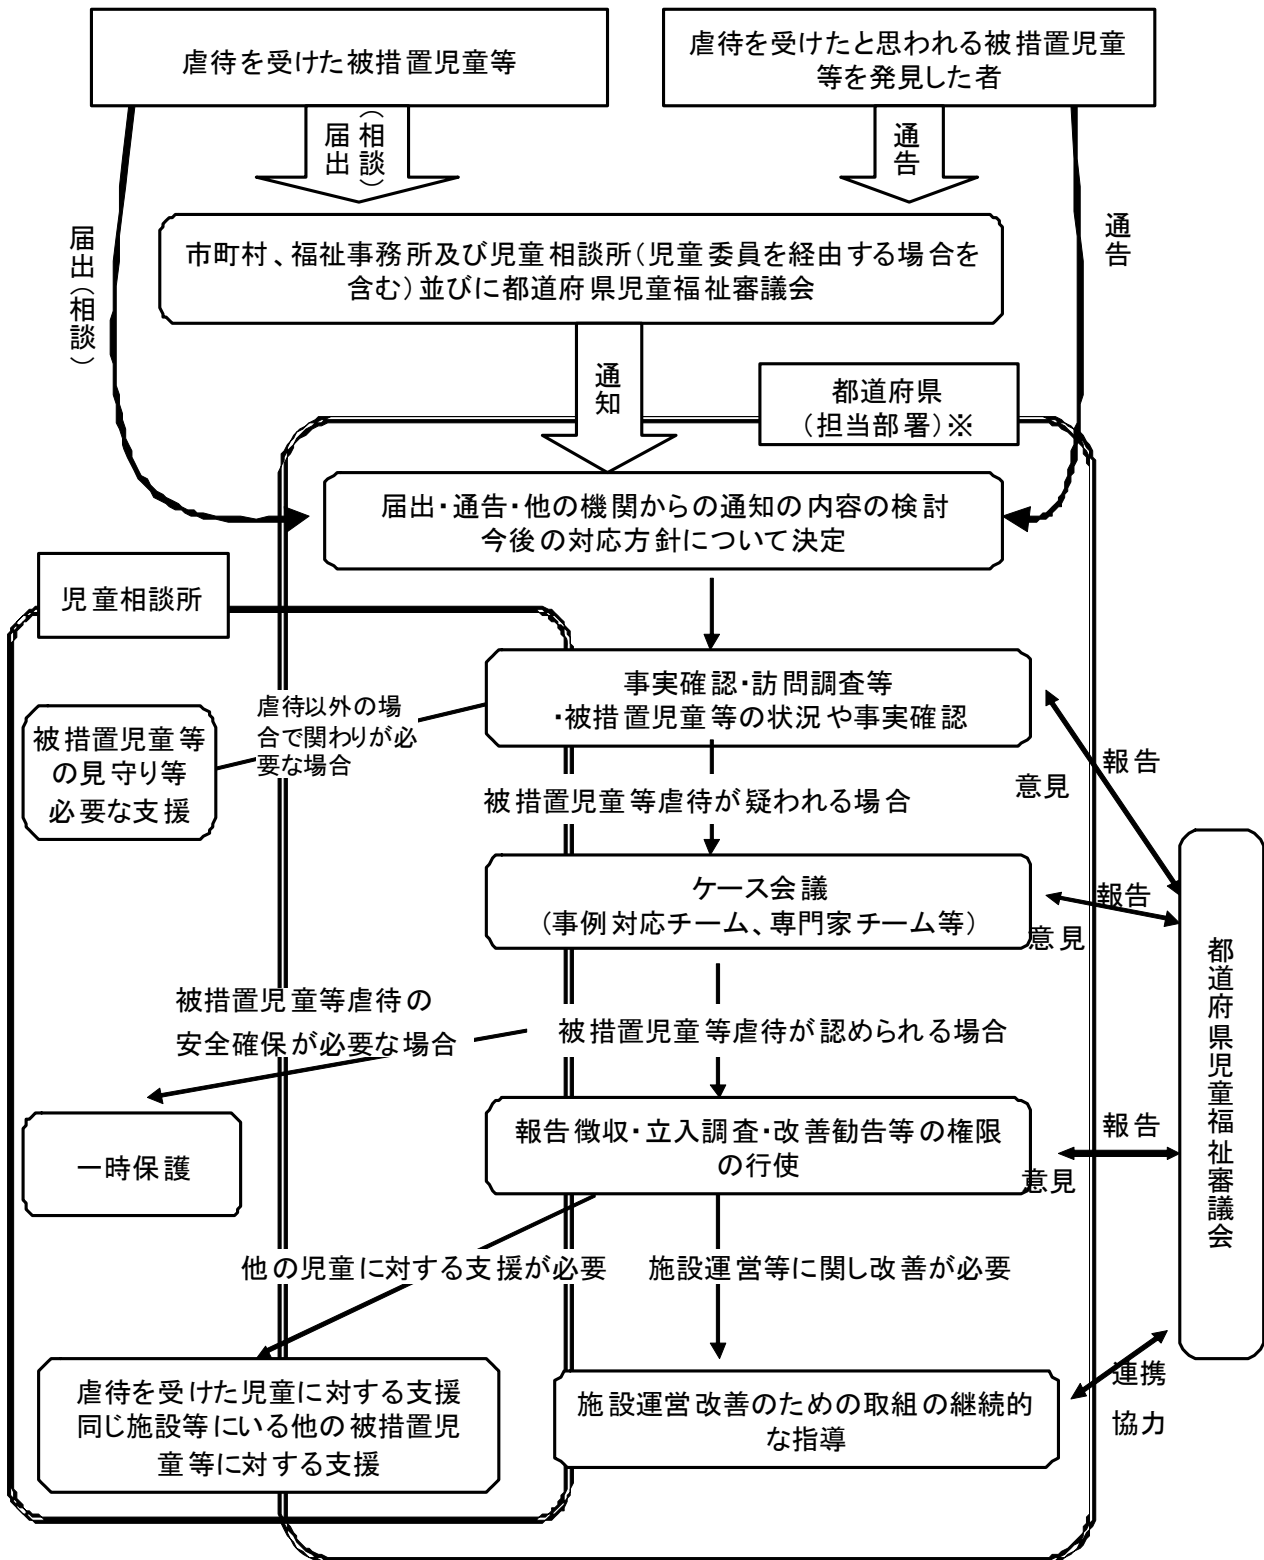 虐待を受けた被措置児童等
虐待を受けたと思われる被措置児童
等を発見した者
届出
(相談)
通告
届出(相談)
通告
市町村、福祉事務所及び児童相談所(児童委員を経由する場合を
含む)並びに都道府県児童福祉審議会
通知
都道府県
(担当部署)※
届出・通告・他の機関からの通知の内容の検討
今後の対応方針について決定
児童相談所
事実確認・訪問調査等
・被措置児童等の状況や事実確認
虐待以外の場
合で関わりが必
要な場合
被措置児童等
の見守り等
必要な支援
報告
意見
被措置児童等虐待が疑われる場合
ケース会議
(事例対応チーム、専門家チーム等)
報告
意見
都道府県児童福祉審議会
被措置児童等虐待の
安全確保が必要な場合
被措置児童等虐待が認められる場合
一時保護
報告徴収・立入調査・改善勧告等の権限
の行使
報告
意見
他の児童に対する支援が必要
施設運営等に関し改善が必要
虐待を受けた児童に対する支援
同じ施設等にいる他の被措置児
童等に対する支援
施設運営改善のための取組の継続的
な指導
連携
協力